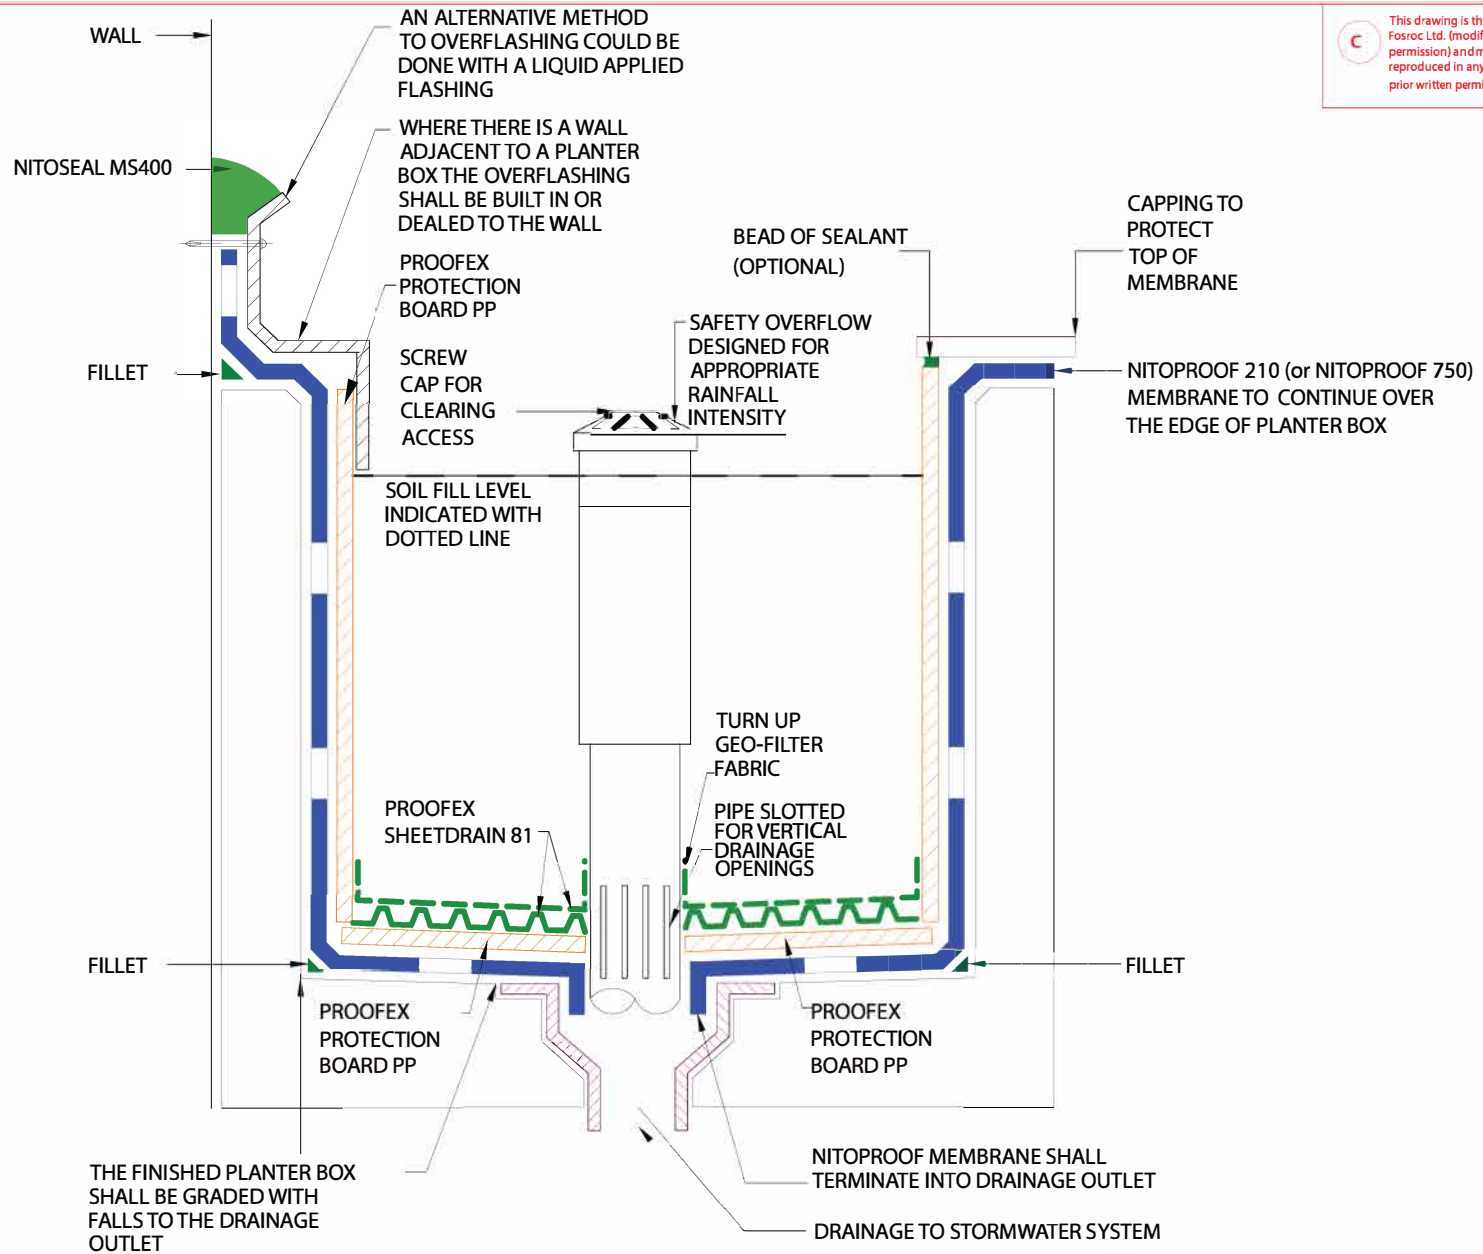 WALL
AN ALTERNATIVE METHOD
TO OVERFLASHING COULD BE
DONE WITH A LIQUID APPLIED
FLASHING
C
This drawing is the
Fosroc Ltd. (modif
permission) and m
reproduced in any
prior written permi
NITOSEAL MS400
WHERE THERE IS A WALL
ADJACENT TO A PLANTER
BOX THE OVERFLASHING
SHALL BE BUILT IN OR
DEALED TO THE WALL
PROOFEX
PROTECTION
BOARD PP
BEAD OF SEALANT
(OPTIONAL)
CAPPING TO
PROTECT
TOP OF
MEMBRANE
FILLET
SCREW
CAP FOR
CLEARING
ACCESS
SAFETY OVERFLOW
DESIGNED FOR
APPROPRIATE
RAINFALL
INTENSITY
NITOPROOF 210 (or NITOPROOF 750)
MEMBRANE TO CONTINUE OVER
THE EDGE OF PLANTER BOX
SOIL FILL LEVEL
INDICATED WITH
DOTTED LINE
TURN UP
GEO-FILTER
FABRIC
PROOFEX
SHEETDRAIN 81
PIPE SLOTTED
FOR VERTICAL
DRAINAGE
OPENINGS
FILLET
FILLET
PROOFEX
PROTECTION
BOARD PP
PROOFEX
PROTECTION
BOARD PP
THE FINISHED PLANTER BOX
SHALL BE GRADED WITH
FALLS TO THE DRAINAGE
OUTLET
NITOPROOF MEMBRANE SHALL
TERMINATE INTO DRAINAGE OUTLET
DRAINAGE TO STORMWATER SYSTEM